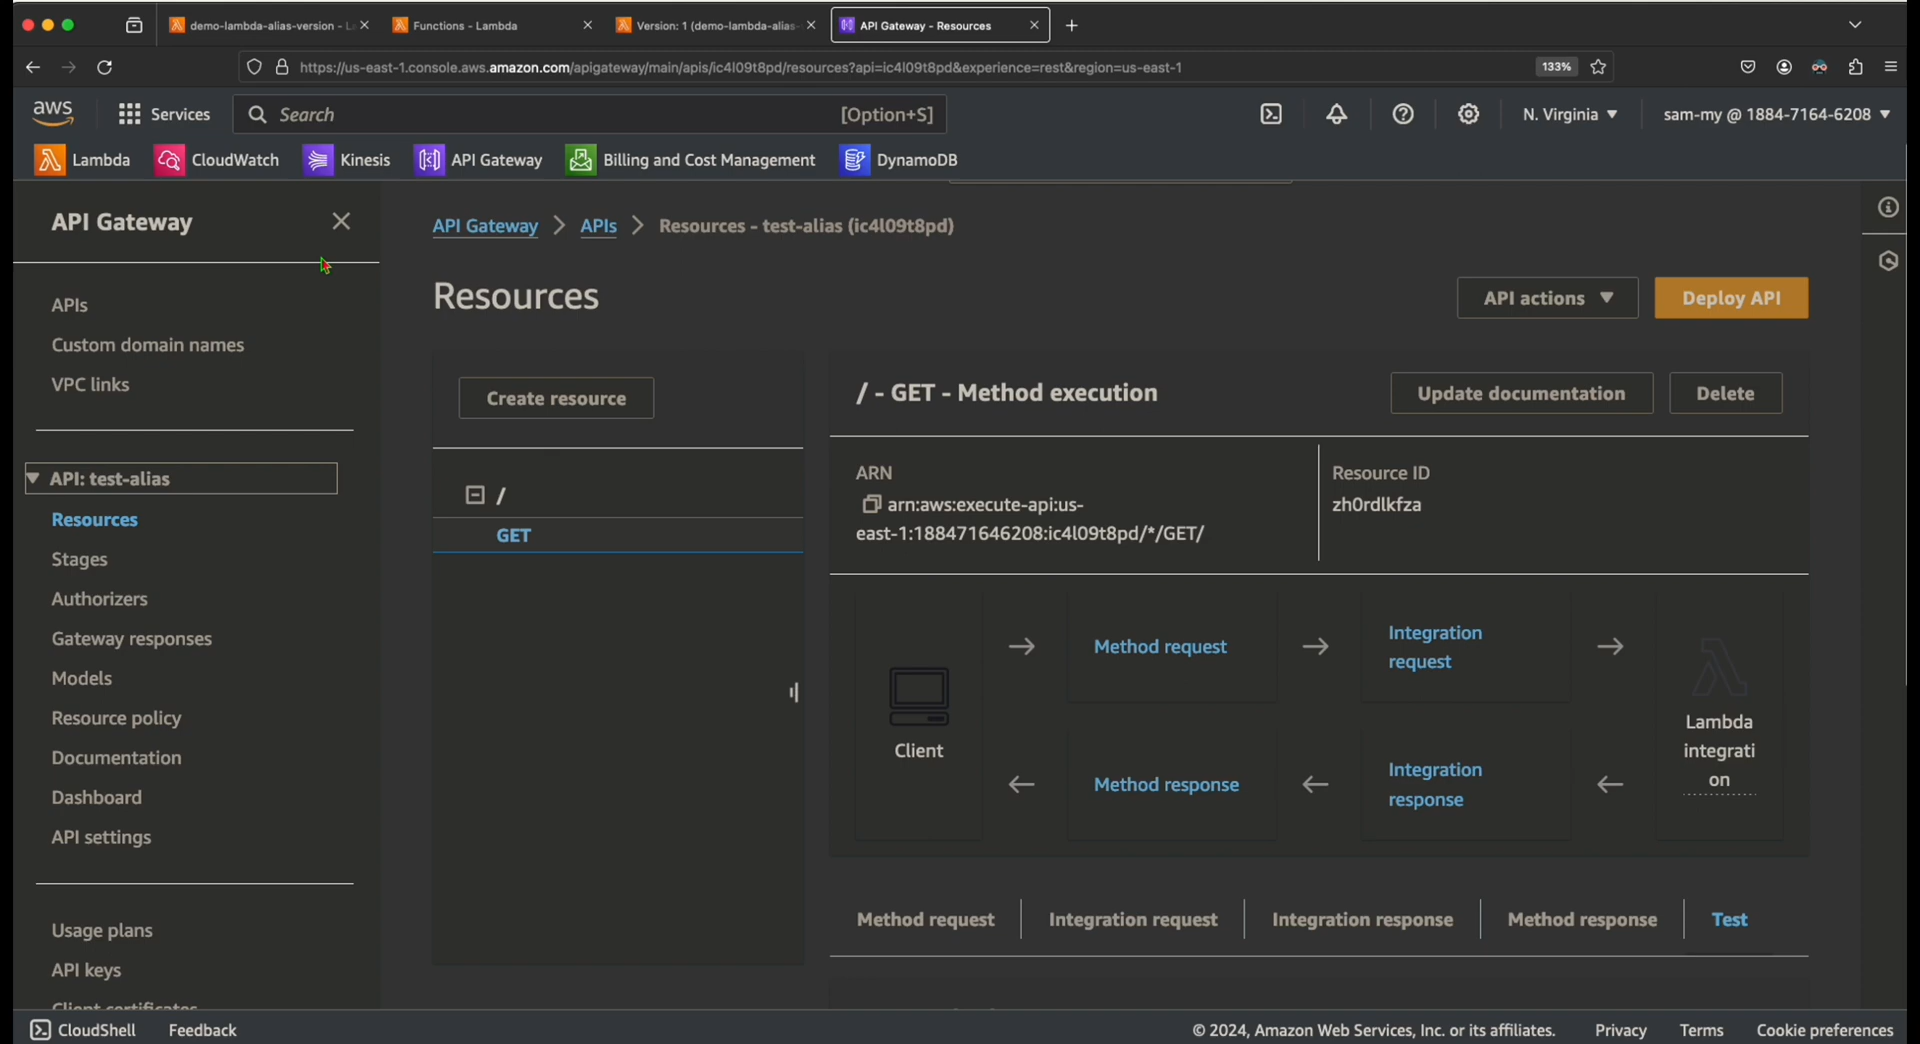 demo-lambda-alias-version - La
Functions - Lambda
Version: 1 (demo-lambda-alias-
API Gateway - Resources
https://us-east-1.console.aws.amazon.com/apigateway/main/apis/ic4l09t8pd/resources?api=ic4l09t8pd&experience=rest&region=us-east-1
133%
aws
Services
Search
[Option+S]
N. Virginia
sam-my @ 1884-7164-6208
Lambda
CloudWatch
Kinesis
API Gateway
Billing and Cost Management
DynamoDB
API Gateway
APIs
Custom domain names
VPC links
API: test-alias
Resources
Stages
Authorizers
Gateway responses
Models
Resource policy
Documentation
Dashboard
API settings
Usage plans
API keys
Client certificates
API Gateway > APIs > Resources - test-alias (ic4l09t8pd)
Resources
API actions
Deploy API
Create resource
/
GET
/ - GET - Method execution
Update documentation
Delete
ARN
arn:aws:execute-api:us-
east-1:188471646208:ic4l09t8pd/*/GET/
Resource ID
zh0rdlkfza
Client
Method request
Integration
request
Lambda
integrati
on
Method response
Integration
response
Method request
Integration request
Integration response
Method response
Test
CloudShell
Feedback
© 2024, Amazon Web Services, Inc. or its affiliates.
Privacy
Terms
Cookie preferences